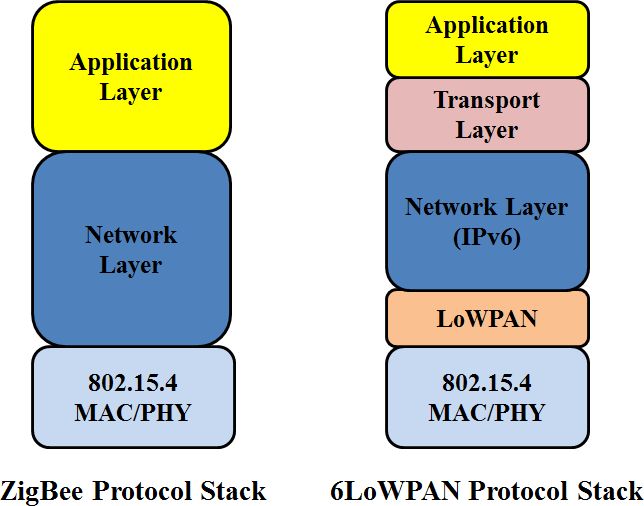 Application
Layer
Network
Layer
802.15.4
MAC/PHY
ZigBee Protocol Stack
Application
Layer
Transport
Layer
Network Layer
(IPv6)
LoWPAN
802.15.4
MAC/PHY
6LoWPAN Protocol Stack